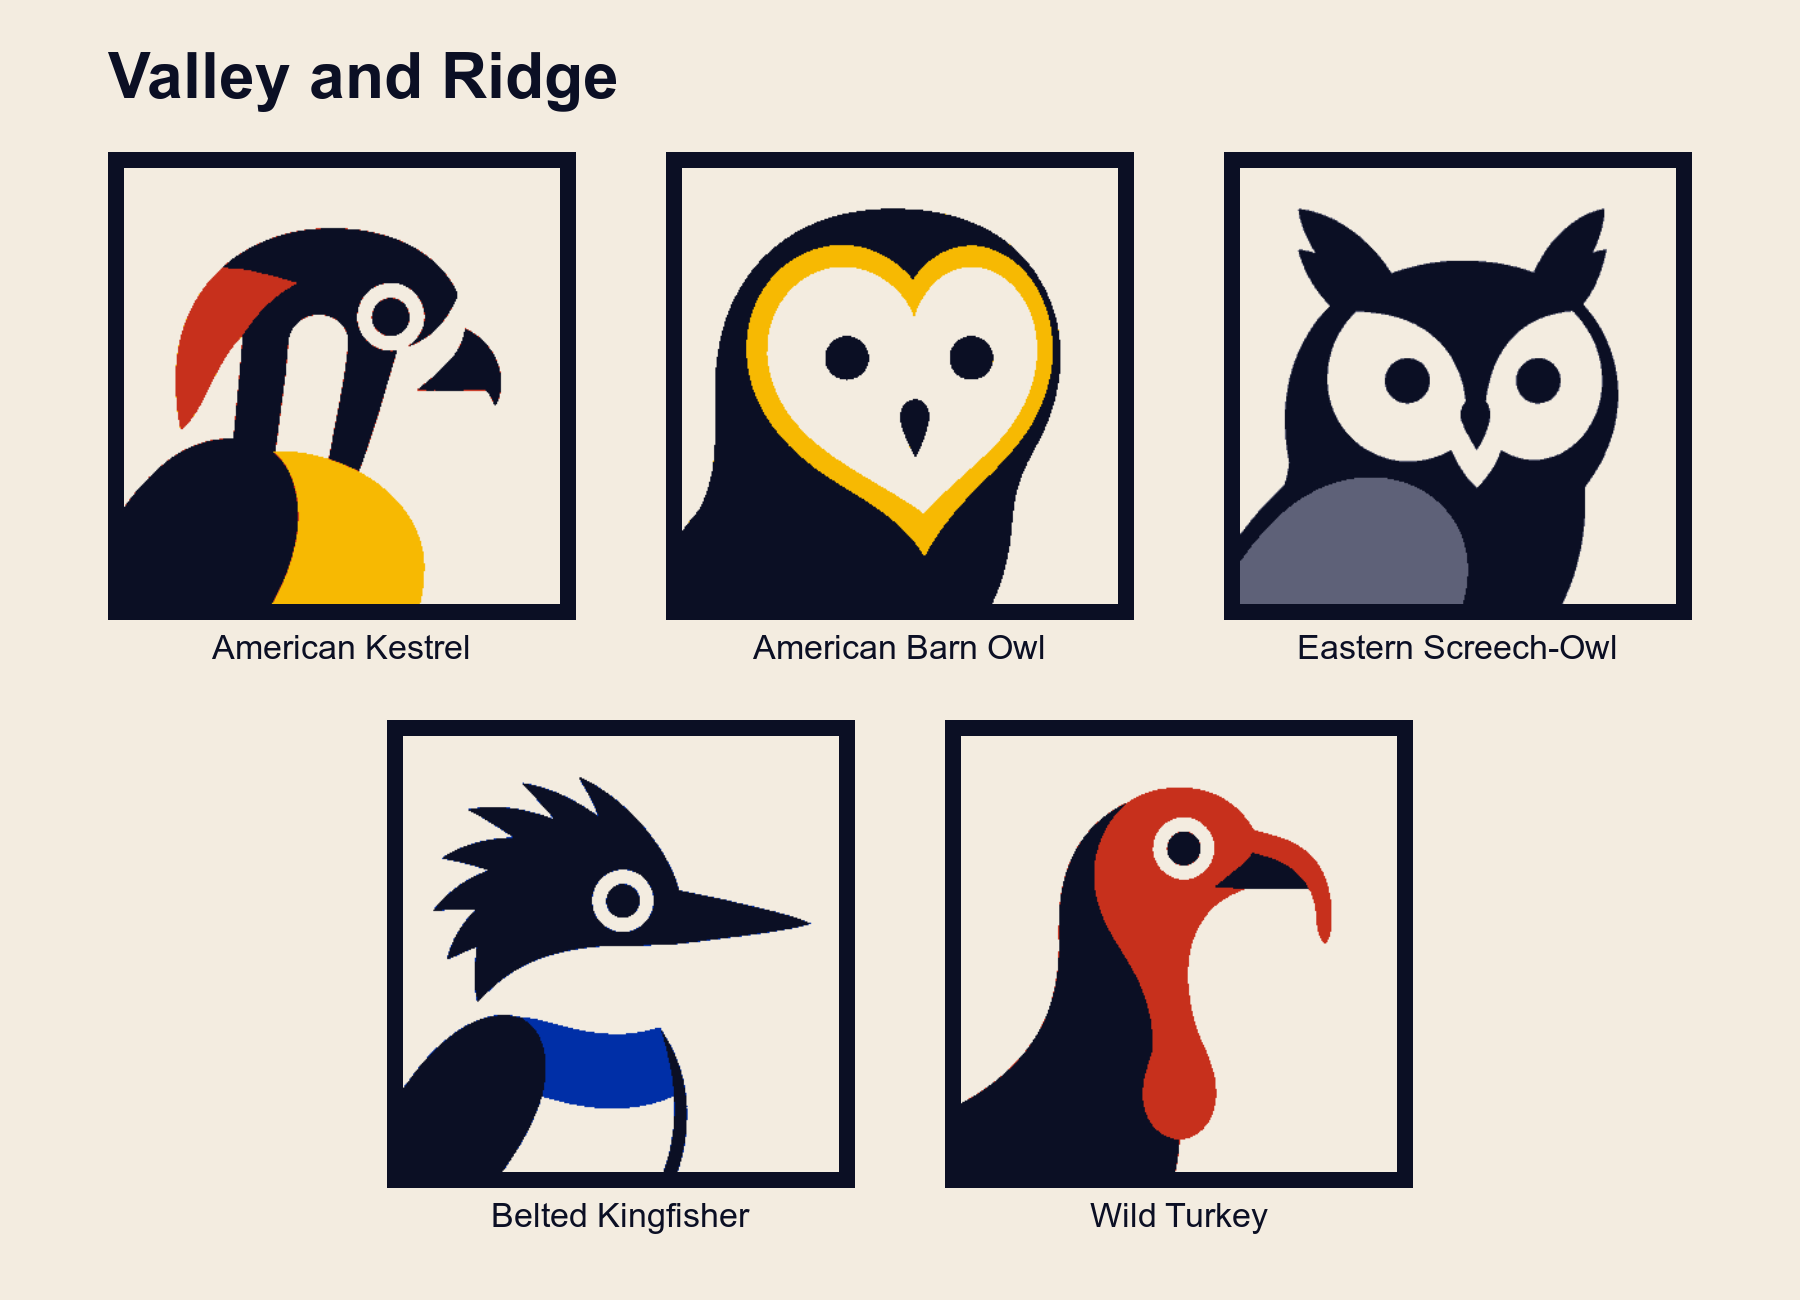 Valley and Ridge
American Kestrel
American Barn Owl
Eastern Screech-Owl
Belted Kingfisher
Wild Turkey